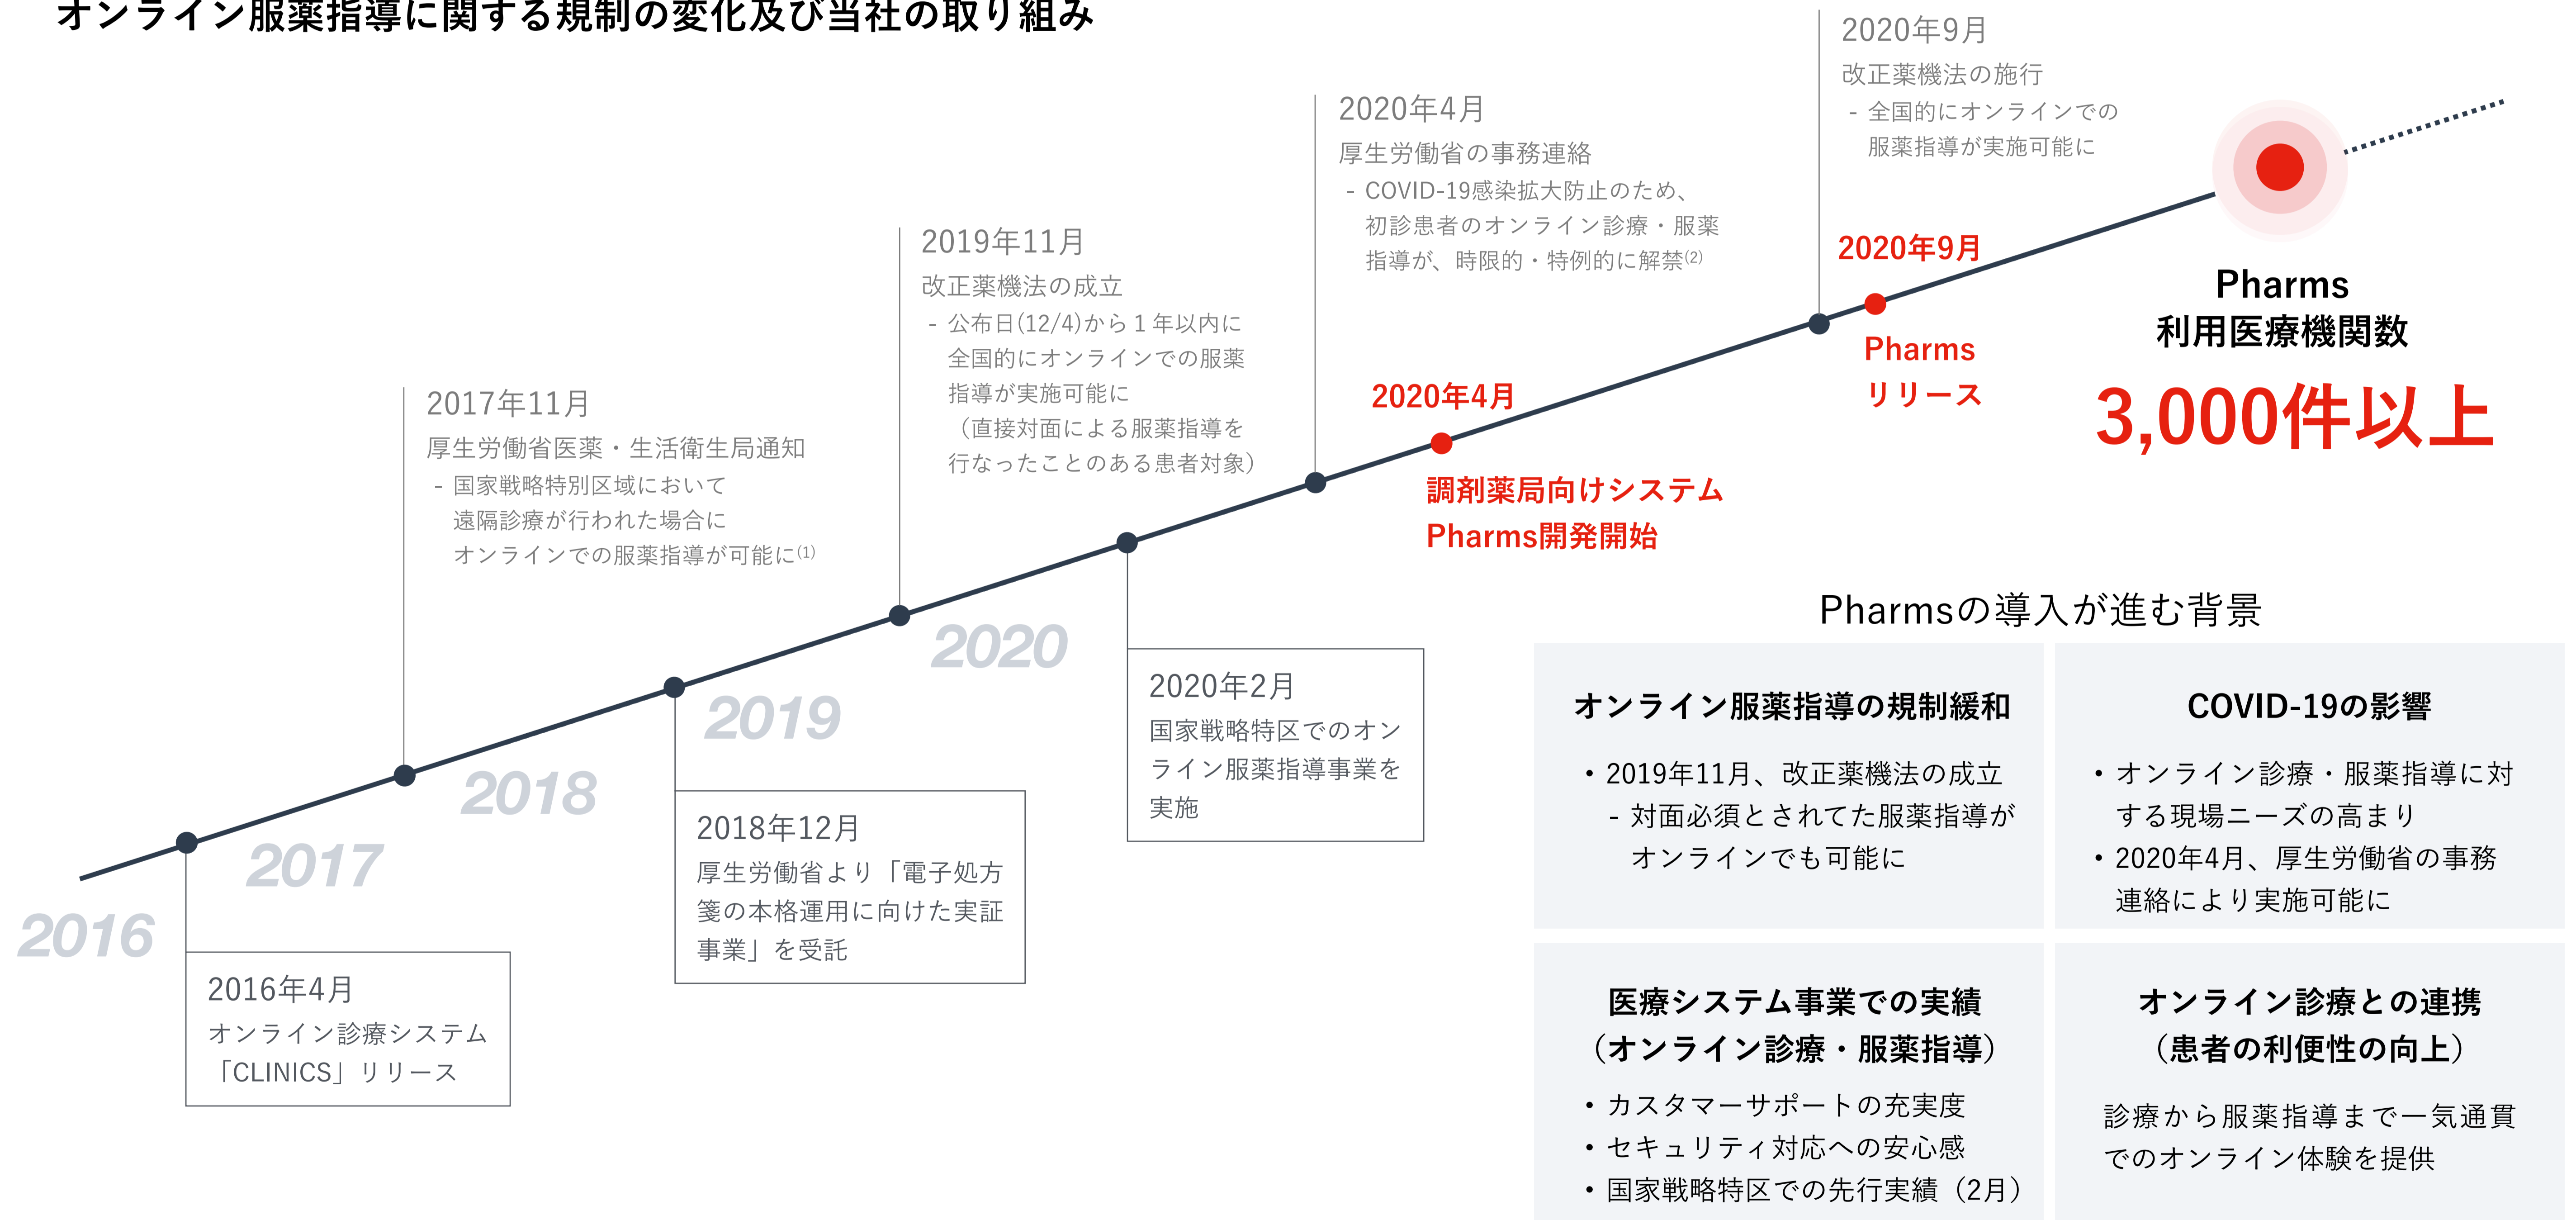 オンライン服薬指導に関する規制の変化及び当社の取り組み
2016
2016年4月
オンライン診療システム
「CLINICS」リリース
2017
2017年11月
厚生労働省医薬・生活衛生局通知
- 国家戦略特別区域において
遠隔診療が行われた場合に
オンラインでの服薬指導が可能に(1)
2018
2018年12月
厚生労働省より「電子処方
箋の本格運用に向けた実証
事業」を受託
2019
2019年11月
改正薬機法の成立
- 公布日(12/4)から1年以内に
全国的にオンラインでの服薬
指導が実施可能に
（直接対面による服薬指導を
行なったことのある患者対象）
2020
2020年2月
国家戦略特区でのオン
ライン服薬指導事業を
実施
2020年4月
厚生労働省の事務連絡
- COVID-19感染拡大防止のため、
初診患者のオンライン診療・服薬
指導が、時限的・特例的に解禁(2)
2020年4月
調剤薬局向けシステム
Pharms開発開始
2020年9月
改正薬機法の施行
- 全国的にオンラインでの
服薬指導が実施可能に
2020年9月
Pharms
リリース
Pharms
利用医療機関数
3,000件以上
Pharmsの導入が進む背景
オンライン服薬指導の規制緩和
• 2019年11月、改正薬機法の成立
- 対面必須とされてた服薬指導が
オンラインでも可能に
COVID-19の影響
• オンライン診療・服薬指導に対
する現場ニーズの高まり
• 2020年4月、厚生労働省の事務
連絡により実施可能に
医療システム事業での実績
（オンライン診療・服薬指導）
• カスタマーサポートの充実度
• セキュリティ対応への安心感
• 国家戦略特区での先行実績（2月）
オンライン診療との連携
（患者の利便性の向上）
診療から服薬指導まで一気通貫
でのオンライン体験を提供